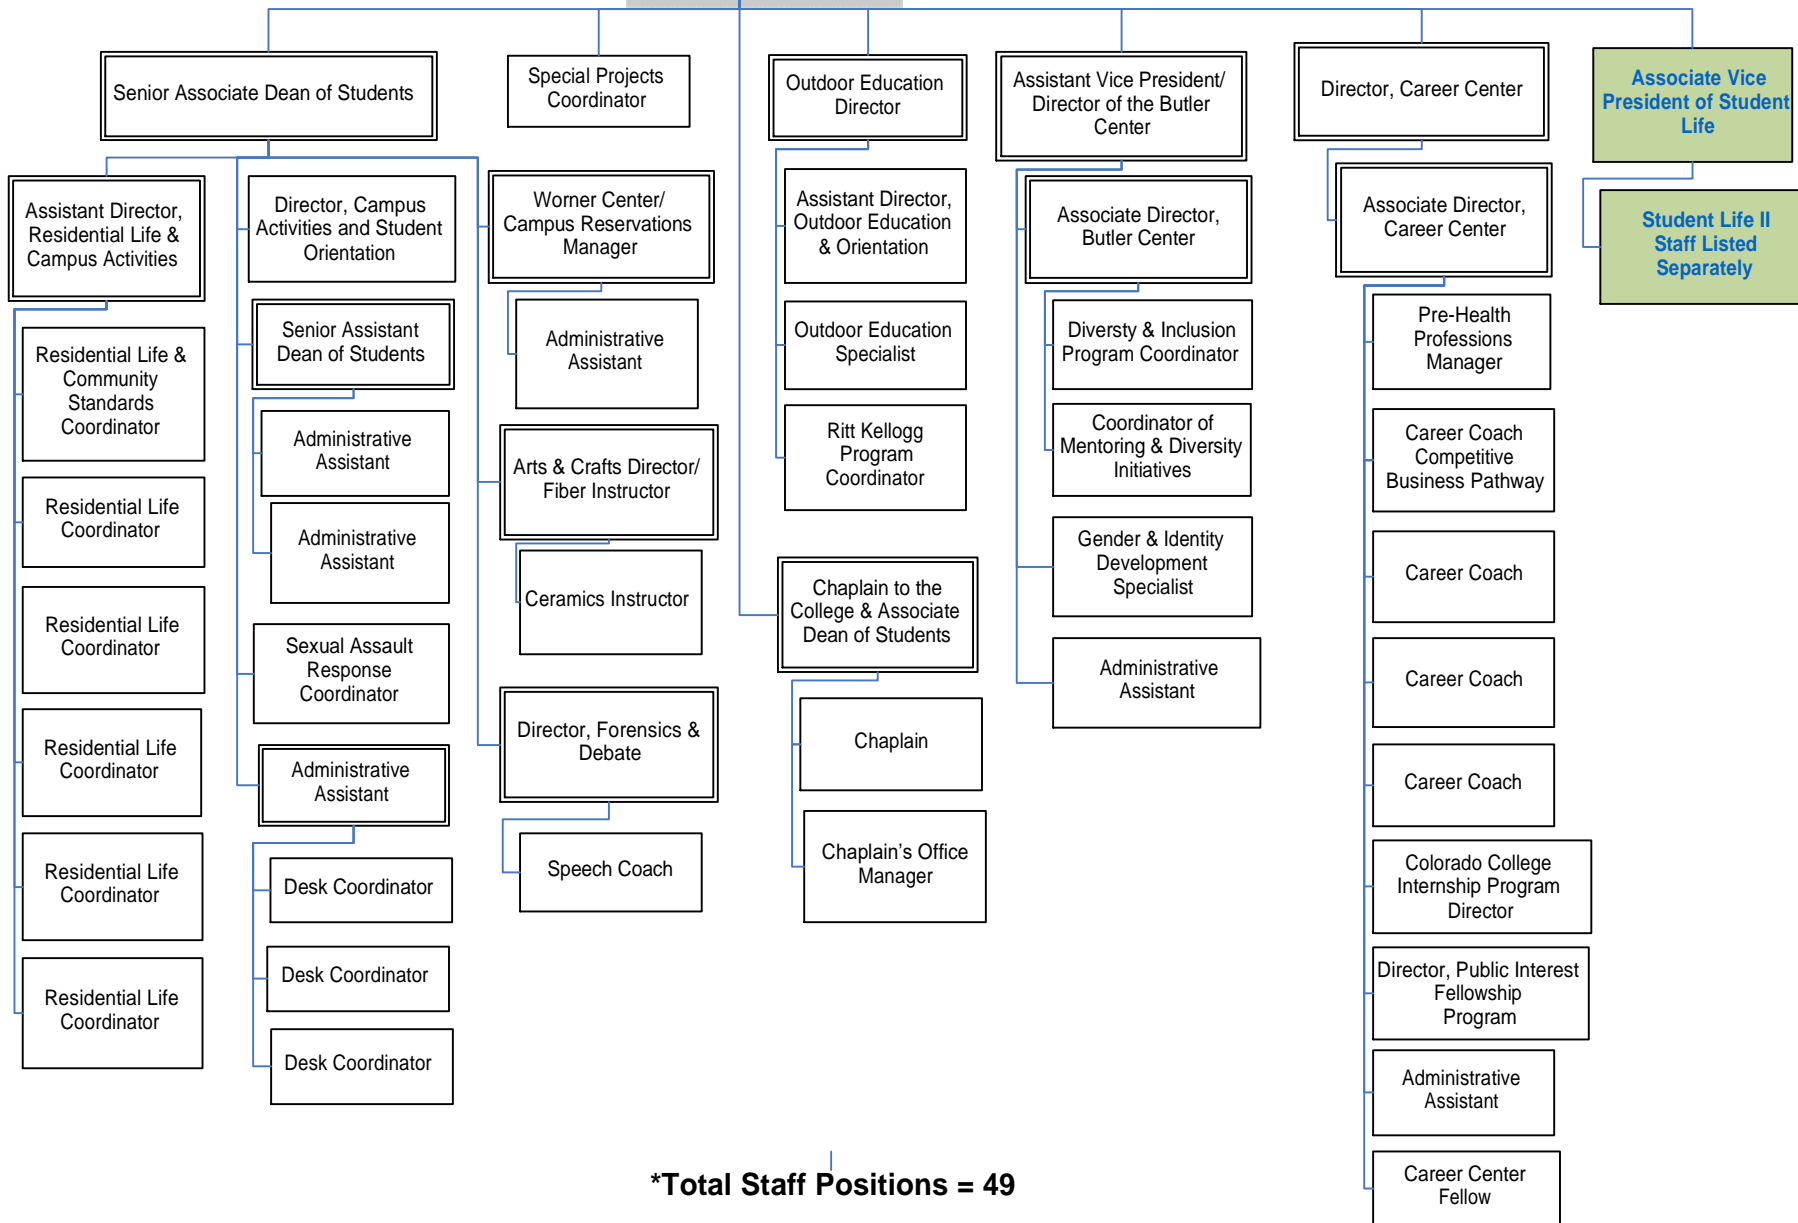 Senior Associate Dean of Students
Special Projects
Coordinator
Outdoor Education
Director
Assistant Vice President/
Director of the Butler
Center
Director, Career Center
Associate Vice
President of Student
Life
Assistant Director,
Residential Life &
Campus Activities
Director, Campus
Activities and Student
Orientation
Worner Center/
Campus Reservations
Manager
Assistant Director,
Outdoor Education
& Orientation
Associate Director,
Butler Center
Associate Director,
Career Center
Student Life II
Staff Listed
Separately
Residential Life &
Community
Standards
Coordinator
Senior Assistant
Dean of Students
Administrative
Assistant
Outdoor Education
Specialist
Diversty & Inclusion
Program Coordinator
Pre-Health
Professions
Manager
Administrative
Assistant
Arts & Crafts Director/
Fiber Instructor
Ritt Kellogg
Program
Coordinator
Coordinator of
Mentoring & Diversity
Initiatives
Career Coach
Competitive
Business Pathway
Residential Life
Coordinator
Administrative
Assistant
Ceramics Instructor
Chaplain to the
College & Associate
Dean of Students
Gender & Identity
Development
Specialist
Career Coach
Residential Life
Coordinator
Sexual Assault
Response
Coordinator
Administrative
Assistant
Career Coach
Residential Life
Coordinator
Administrative
Assistant
Director, Forensics &
Debate
Chaplain
Career Coach
Residential Life
Coordinator
Desk Coordinator
Speech Coach
Chaplain's Office
Manager
Colorado College
Internship Program
Director
Residential Life
Coordinator
Desk Coordinator
Director, Public Interest
Fellowship
Program
Desk Coordinator
Administrative
Assistant
Career Center
Fellow
*Total Staff Positions = 49